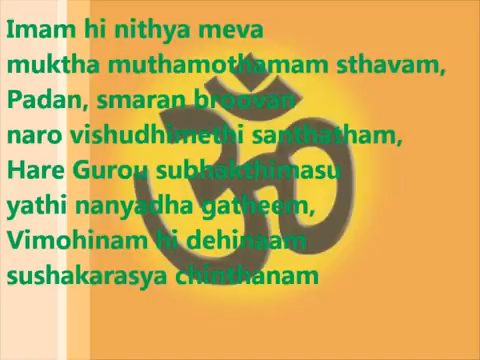 Imam hi nithya meva
muktha muthamothamam sthavam,
Padan, smaran broovan
naro vishudhimethi santhatham,
Hare Gurou subhakthimasu
yathi nanyadha gatheem,
Vimohinam hi dehinaam
sushakarasya chinthanam
ॐ